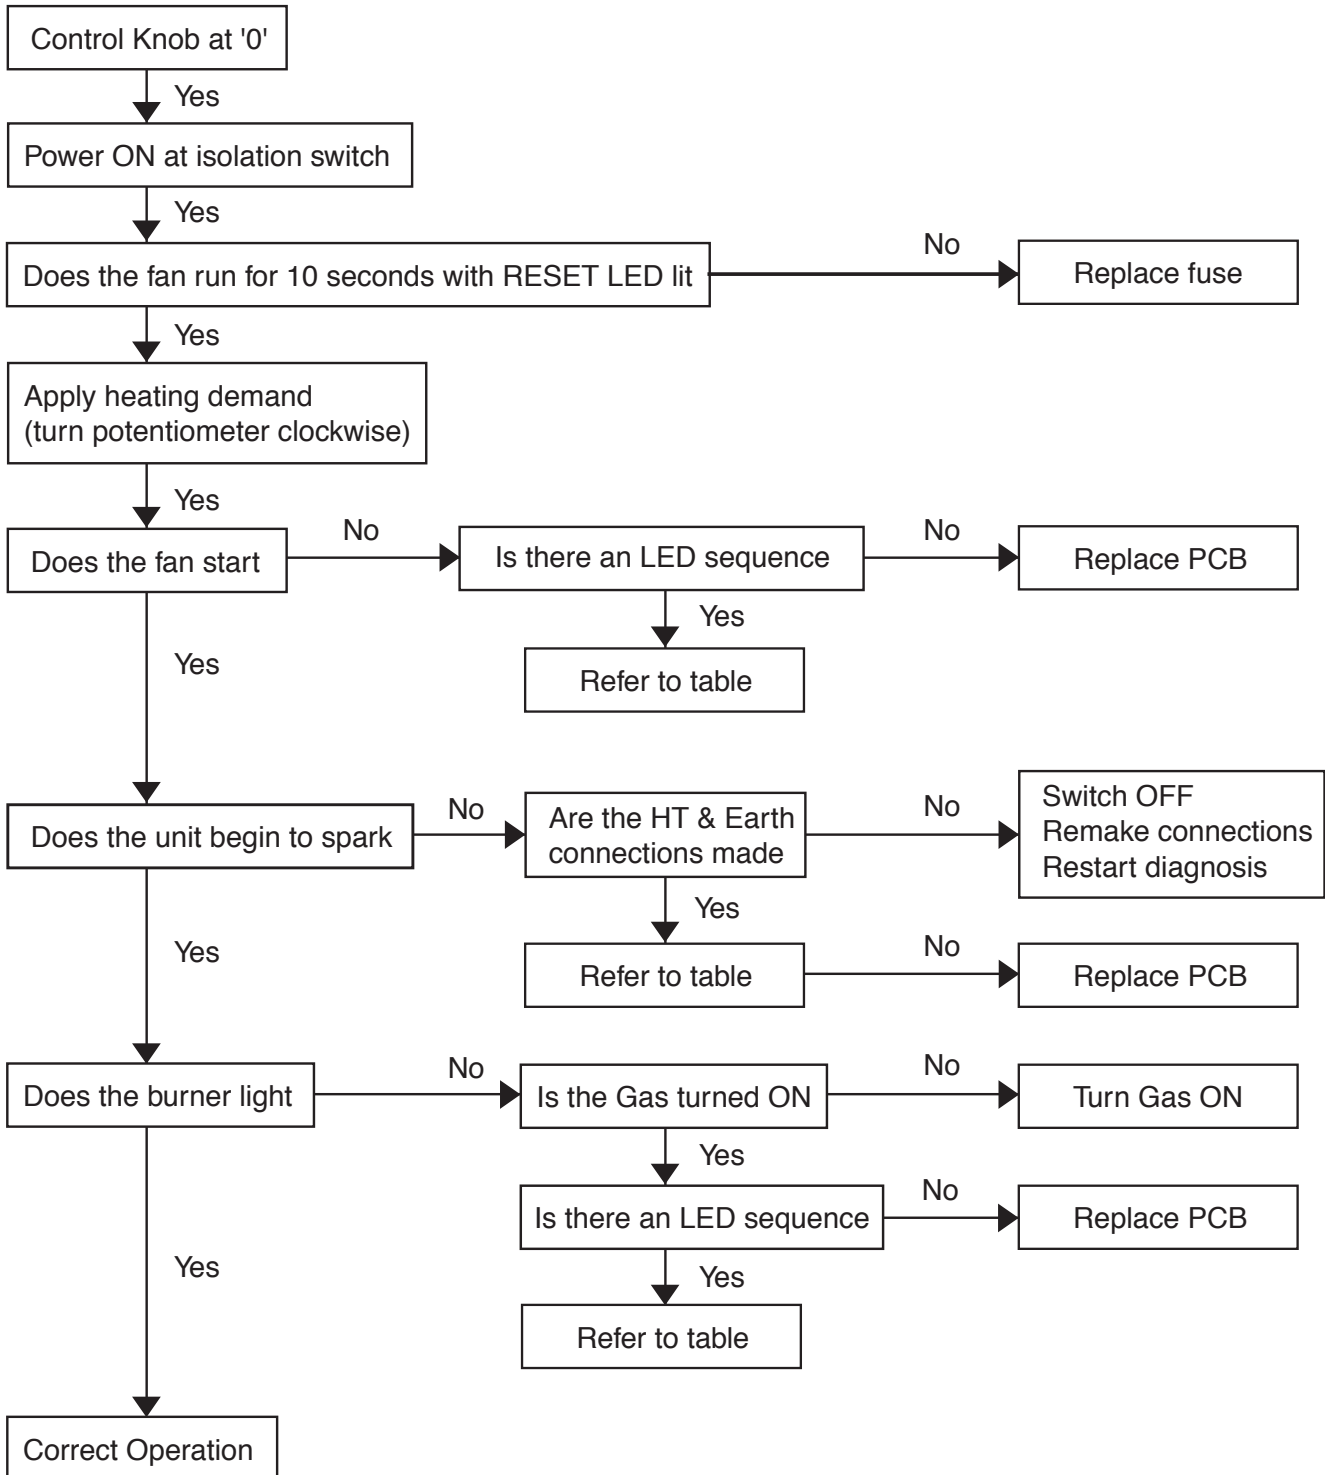 Control Knob at '0'
Yes
Power ON at isolation switch
Yes
Does the fan run for 10 seconds with RESET LED lit
No
Replace fuse
Yes
Apply heating demand
(turn potentiometer clockwise)
Yes
Does the fan start
No
Is there an LED sequence
No
Replace PCB
Yes
Refer to table
Yes
Does the unit begin to spark
No
Are the HT & Earth
connections made
No
Switch OFF
Remake connections
Restart diagnosis
Yes
Refer to table
No
Replace PCB
Yes
Does the burner light
No
Is the Gas turned ON
No
Turn Gas ON
Yes
Is there an LED sequence
No
Replace PCB
Yes
Refer to table
Yes
Correct Operation